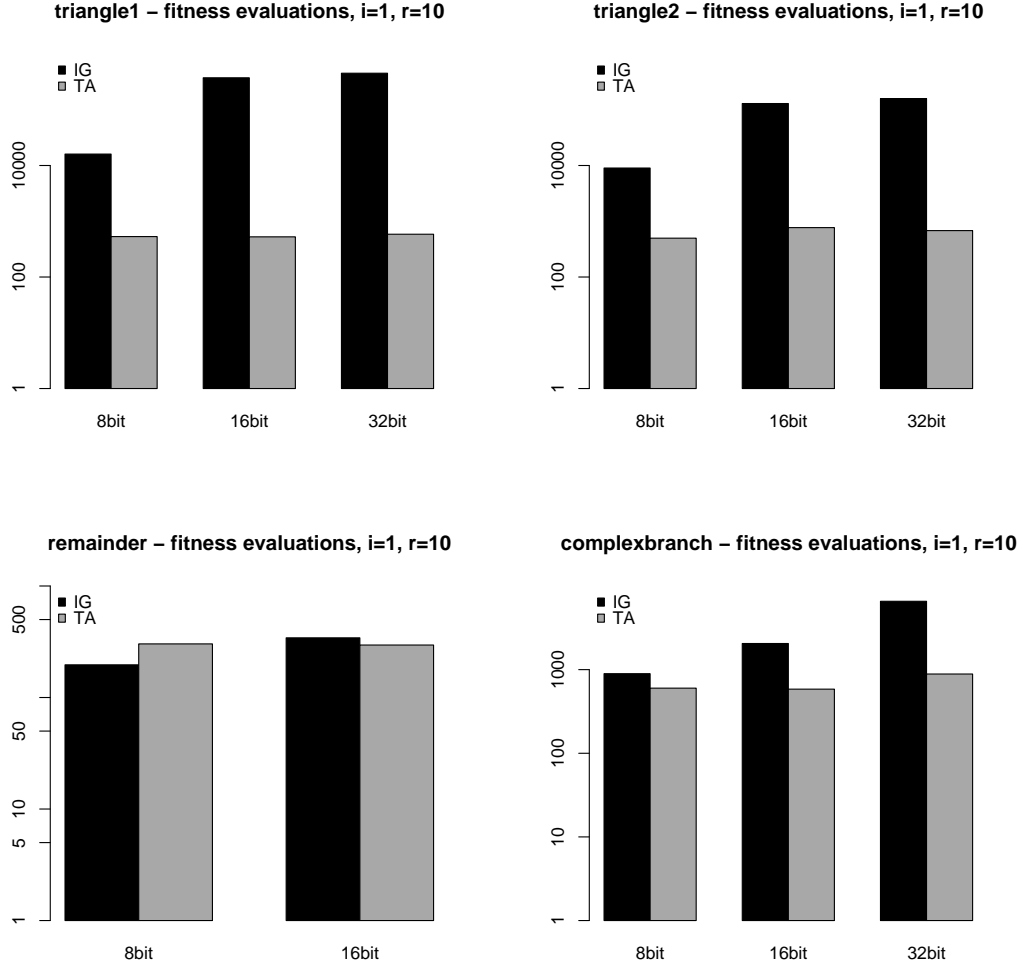 triangle1 – fitness evaluations, i=1, r=10
IG
TA
10000
100
1
8bit
16bit
32bit
triangle2 – fitness evaluations, i=1, r=10
IG
TA
10000
100
1
8bit
16bit
32bit
remainder – fitness evaluations, i=1, r=10
IG
TA
500
50
10
5
1
8bit
16bit
complexbranch – fitness evaluations, i=1, r=10
IG
TA
1000
100
10
1
8bit
16bit
32bit